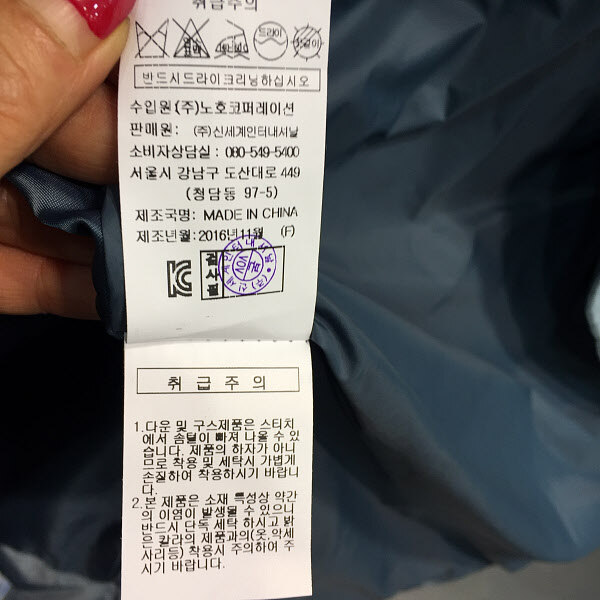 취급주의
드라이
반드시드라이크리닝하십시오
수입원 (주)노호코퍼레이션
판매원: (주)신세계인터내셔날
소비자상담실 : 080-549-5400
서울시 강남구 도산대로 449
(청담동 97-5)
제조국명: MADE IN CHINA
제조년월: 2016년11월 (F)
검사필
VOV
취급주의
1.다운 및 구스제품은 스티치
에서 솜털이 빠져 나올 수 있
습니다. 제품의 하자가 아니
므로 착용 및 세탁시 가볍게
손질하여 착용하시기 바랍니
다.
2.본 제품은 소재 특성상 약간
의 이염이 발생될 수 있으니
반드시 단독 세탁 하시고 밝
은 칼라의 제품과의(옷,악세
사리등) 착용시 주의하여 주
시기 바랍니다.